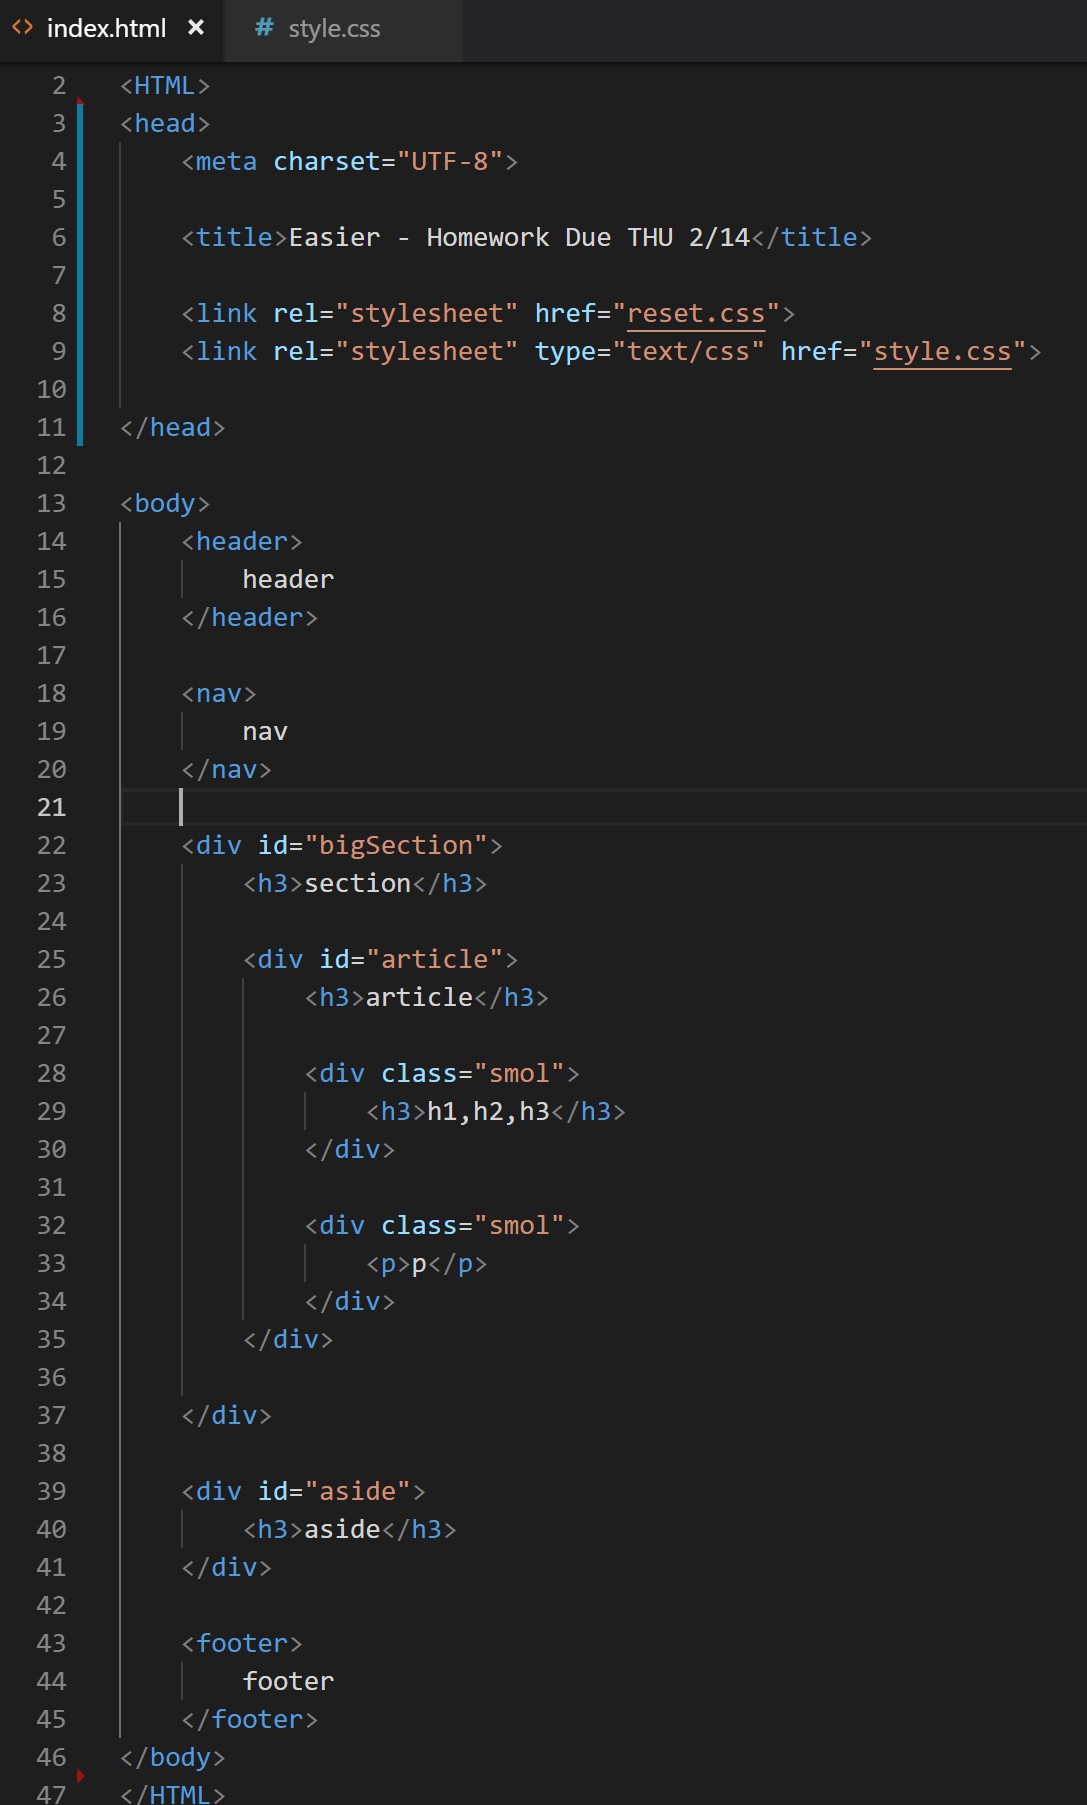 index.html × # style.css
2 <HTML>
3 <head>
4     <meta charset="UTF-8">
5
6     <title>Easier - Homework Due THU 2/14</title>
7
8     <link rel="stylesheet" href="reset.css">
9     <link rel="stylesheet" type="text/css" href="style.css">
10
11 </head>
12
13 <body>
14     <header>
15         header
16     </header>
17
18     <nav>
19         nav
20     </nav>
21
22     <div id="bigSection">
23         <h3>section</h3>
24
25         <div id="article">
26             <h3>article</h3>
27
28             <div class="smol">
29                 <h3>h1,h2,h3</h3>
30             </div>
31
32             <div class="smol">
33                 <p>p</p>
34             </div>
35         </div>
36
37     </div>
38
39     <div id="aside">
40         <h3>aside</h3>
41     </div>
42
43     <footer>
44         footer
45     </footer>
46 </body>
47 </HTML>